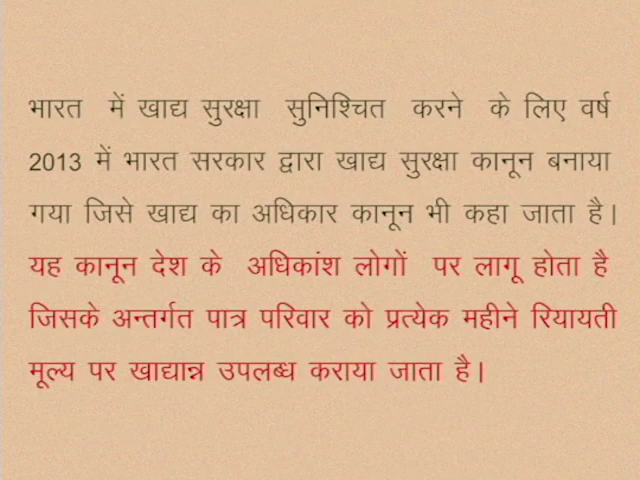 भारत में खाद्य सुरक्षा सुनिश्चित करने के लिए वर्ष
2013 में भारत सरकार द्वारा खाद्य सुरक्षा कानून बनाया
गया जिसे खाद्य का अधिकार कानून भी कहा जाता है।
यह कानून देश के अधिकांश लोगों पर लागू होता है
जिसके अन्तर्गत पात्र परिवार को प्रत्येक महीने रियायती
मूल्य पर खाद्यान्न उपलब्ध कराया जाता है।